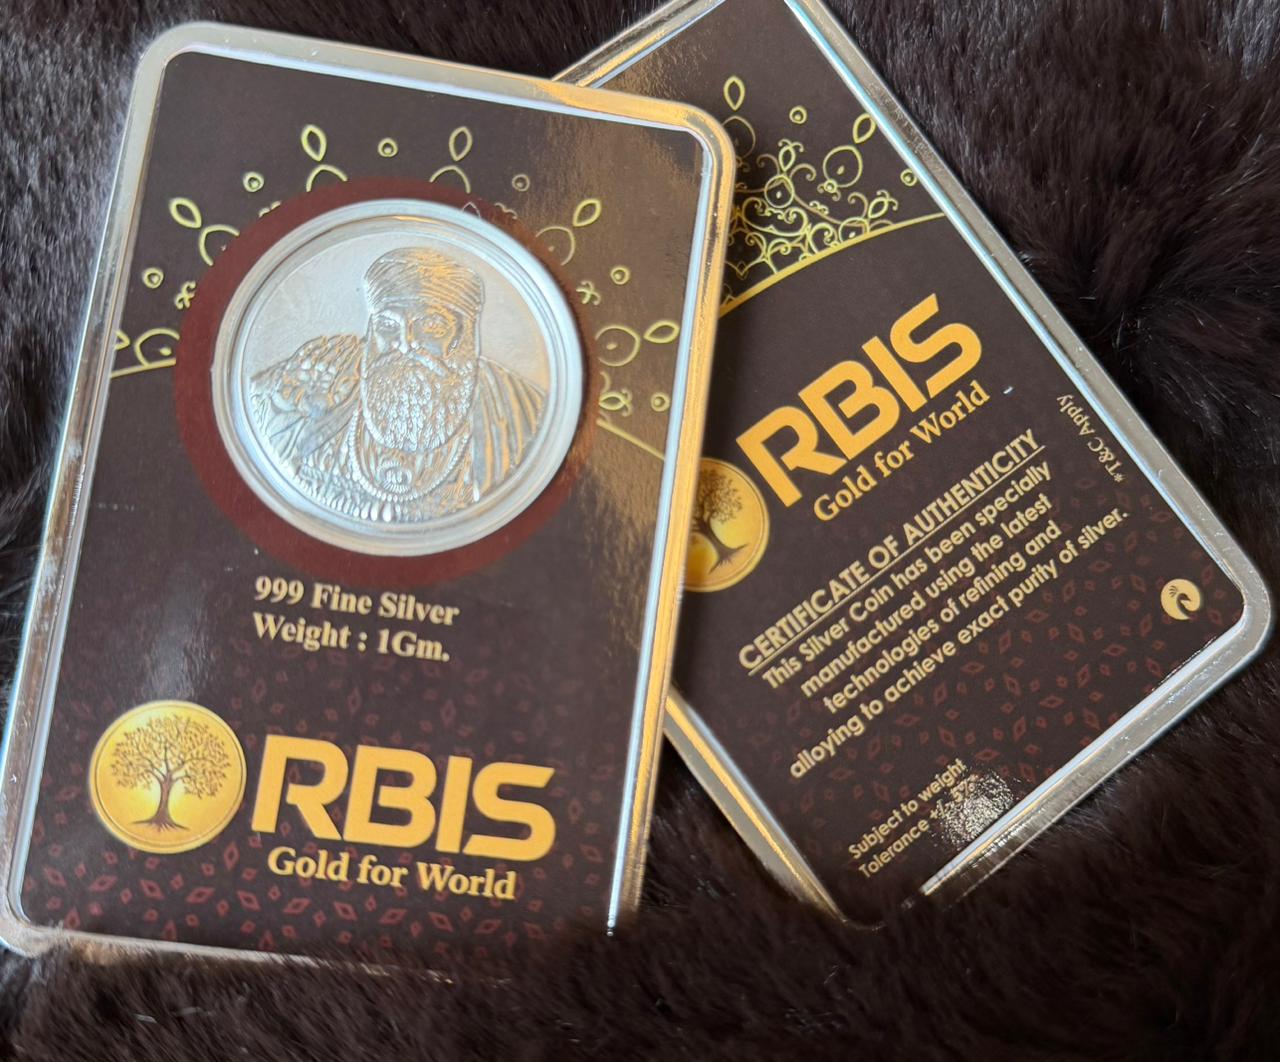 999 Fine Silver
Weight : 1Gm.
RBIS
Gold for World
RBIS
Gold for World
*T&C Apply
CERTIFICATE OF AUTHENTICITY
This Silver Coin has been specially
manufactured using the latest
technologies of refining and
alloying to achieve exact purity of silver.
Subject to weight
Tolerance +/- 5%